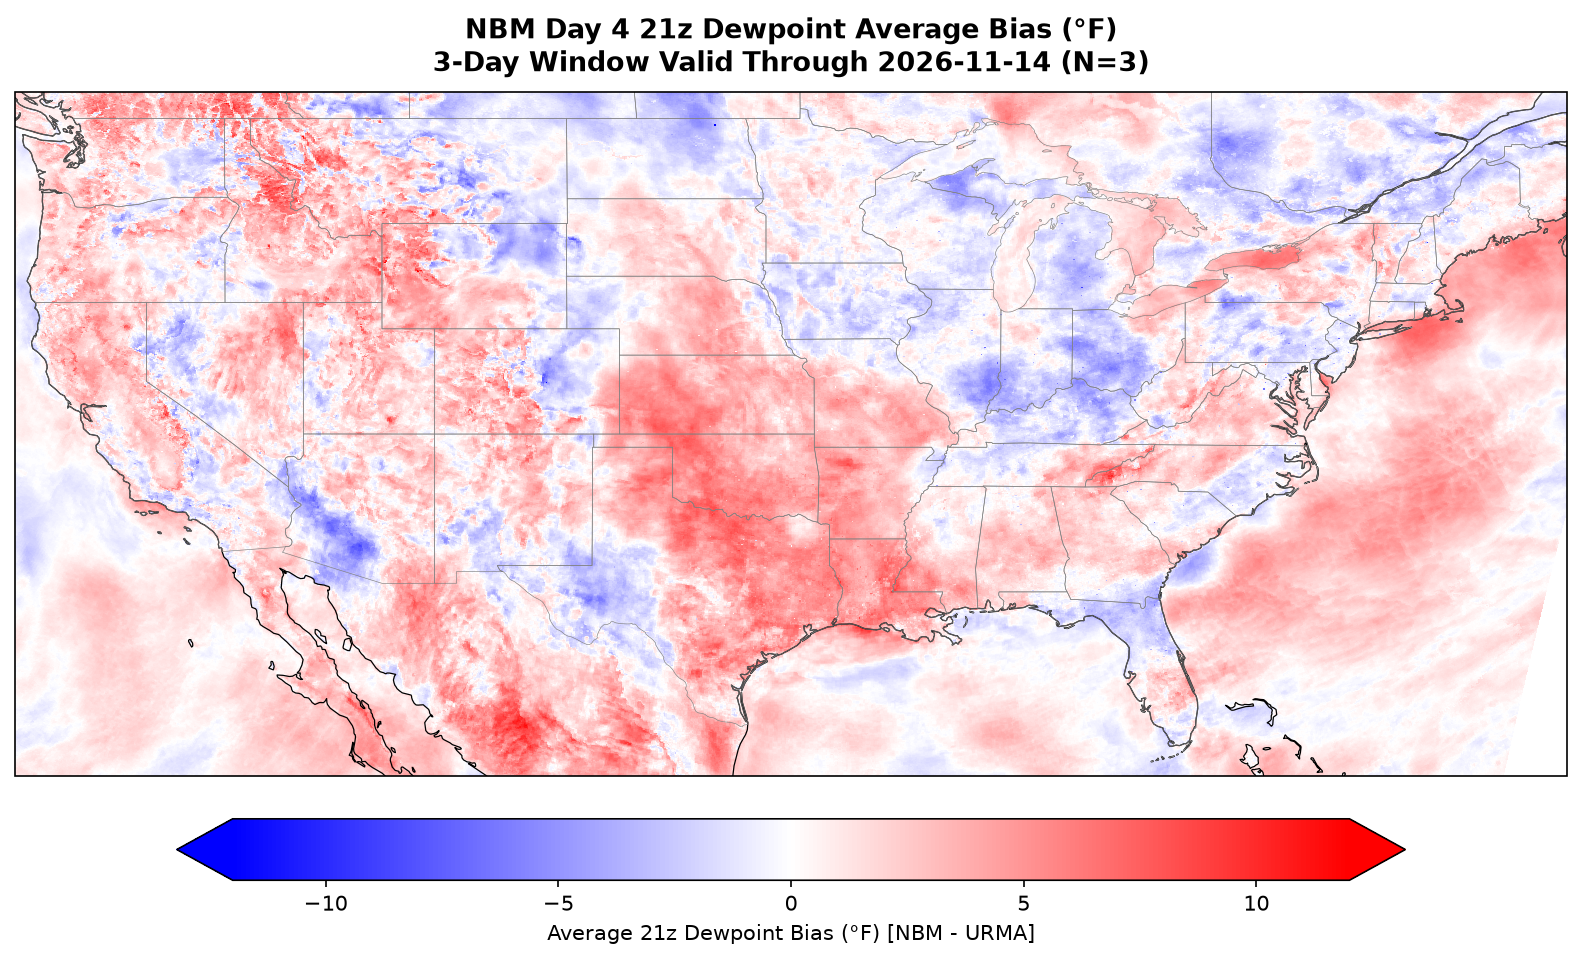 NBM Day 4 21z Dewpoint Average Bias (°F)
3-Day Window Valid Through 2026-11-14 (N=3)
−10 −5 0 5 10
Average 21z Dewpoint Bias (°F) [NBM - URMA]